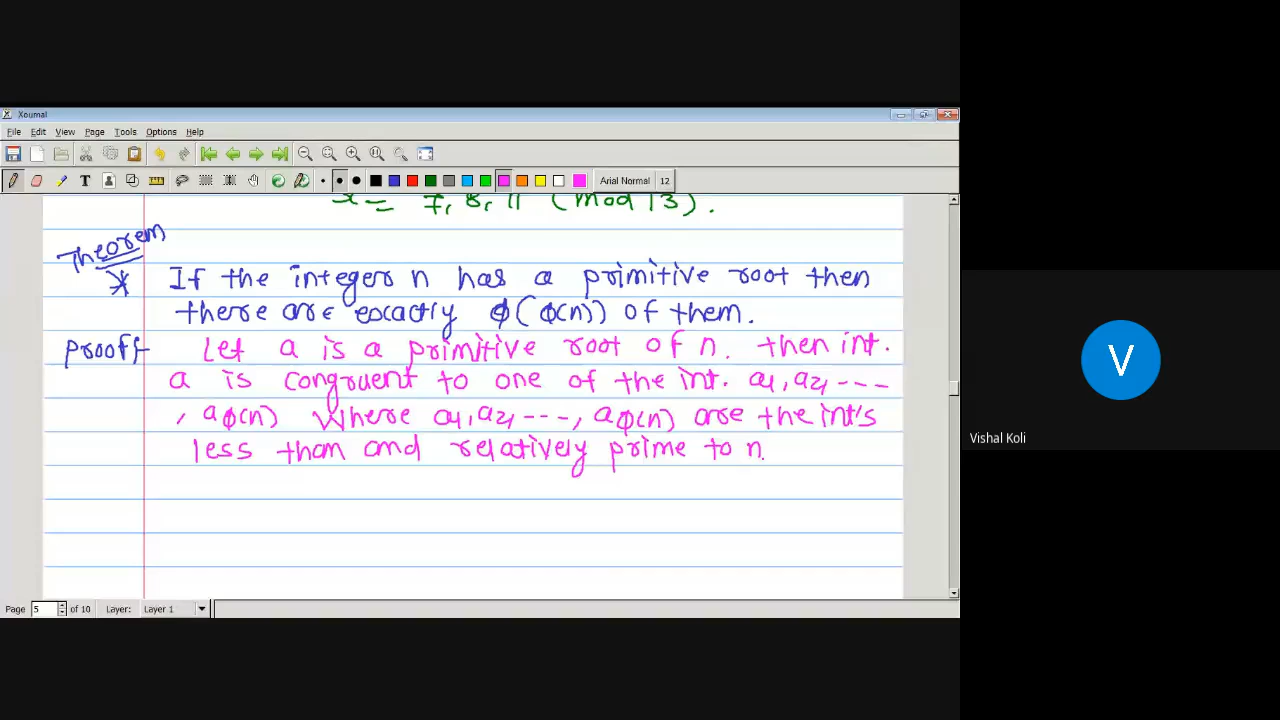 Xournal
File Edit View Page Tools Options Help
Arial Normal 12
x = 7, 8, 11 (mod 13).
Theorem
* If the integer n has a primitive root then
there are exactly ϕ(ϕ(n)) of them.
Prooff Let a is a primitive root of n. then int.
a is congruent to one of the int. a1, a2, ---
, aϕ(n) Where a1, a2, ---, aϕ(n) are the int's
less than and relatively prime to n.
V
Vishal Koli
Page 5 of 10 Layer: Layer 1